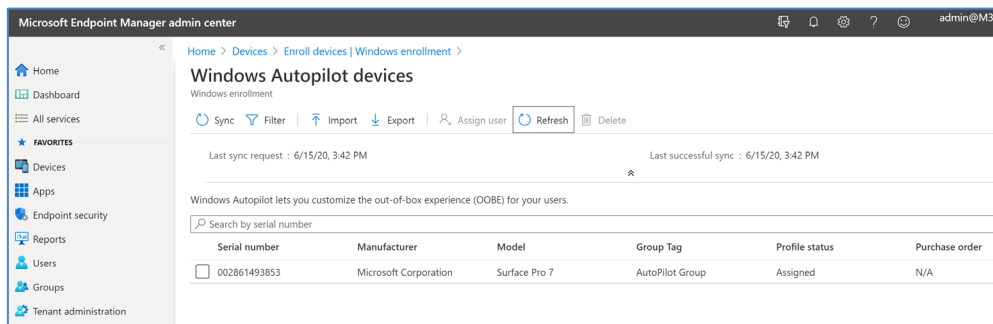 Microsoft Endpoint Manager admin center
admin@M3
«
Home > Devices > Enroll devices | Windows enrollment >
Windows Autopilot devices
Windows enrollment
Home
Dashboard
All services
FAVORITES
Devices
Apps
Endpoint security
Reports
Users
Groups
Tenant administration
Sync Filter Import Export Assign user Refresh Delete
Last sync request : 6/15/20, 3:42 PM Last successful sync : 6/15/20, 3:42 PM
Windows Autopilot lets you customize the out-of-box experience (OOBE) for your users.
Search by serial number
Serial number Manufacturer Model Group Tag Profile status Purchase order
002861493853 Microsoft Corporation Surface Pro 7 AutoPilot Group Assigned N/A